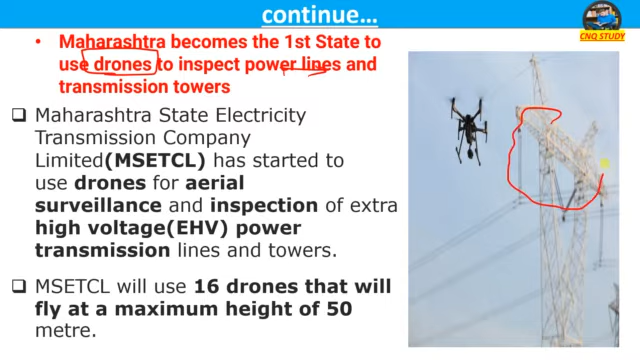 continue…
CNQ STUDY
• Maharashtra becomes the 1st State to
use drones to inspect power lines and
transmission towers
❑ Maharashtra State Electricity
Transmission Company
Limited(MSETCL) has started to
use drones for aerial
surveillance and inspection of extra
high voltage(EHV) power
transmission lines and towers.
❑ MSETCL will use 16 drones that will
fly at a maximum height of 50
metre.